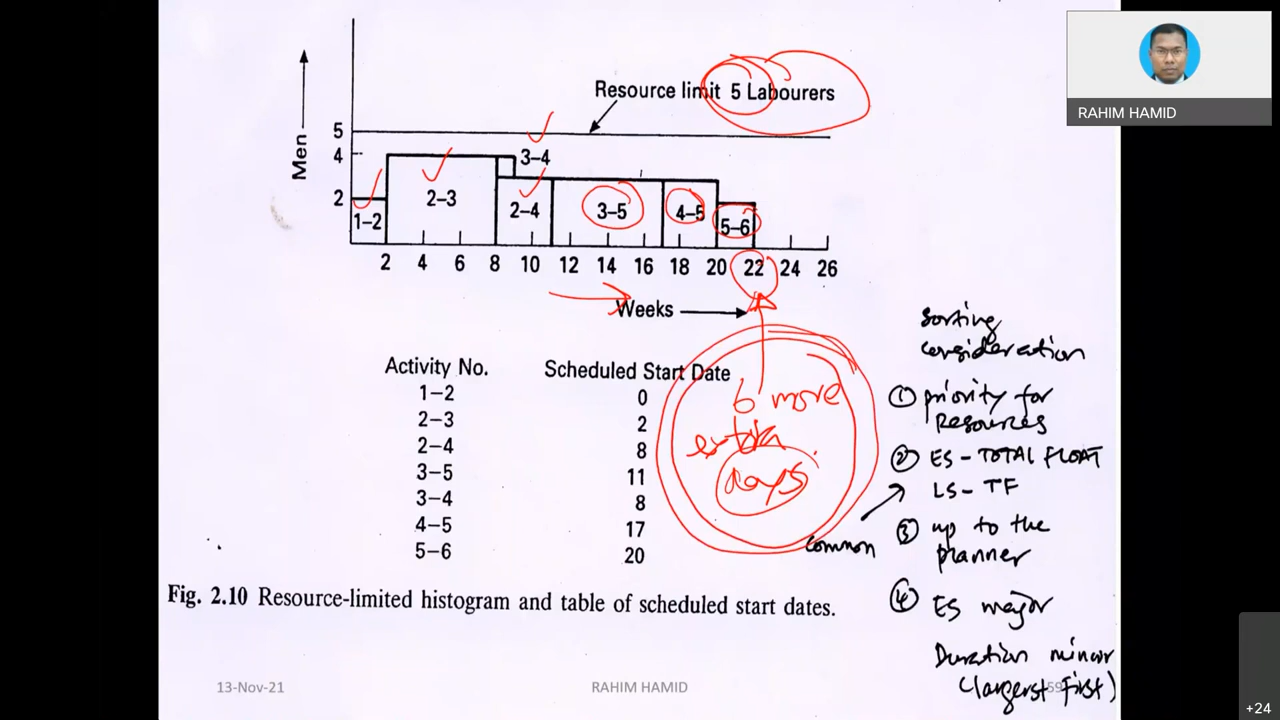 RAHIM HAMID
Resource limit 5 Labourers
Men
5
4
2
3-4
1-2
2-3
2-4
3-5
4-5
5-6
2 4 6 8 10 12 14 16 18 20 22 24 26
Weeks
Activity No. Scheduled Start Date
1-2 0
2-3 2
2-4 8
3-5 11
3-4 8
4-5 17
5-6 20
6 more
extra
days.
Sorting
consideration
① priority for
Resources
② ES - TOTAL FLOAT
LS - TF
common
③ up to the
planner
④ ES major
Duration minor
(largest first)
Fig. 2.10 Resource-limited histogram and table of scheduled start dates.
13-Nov-21 RAHIM HAMID 59
+24